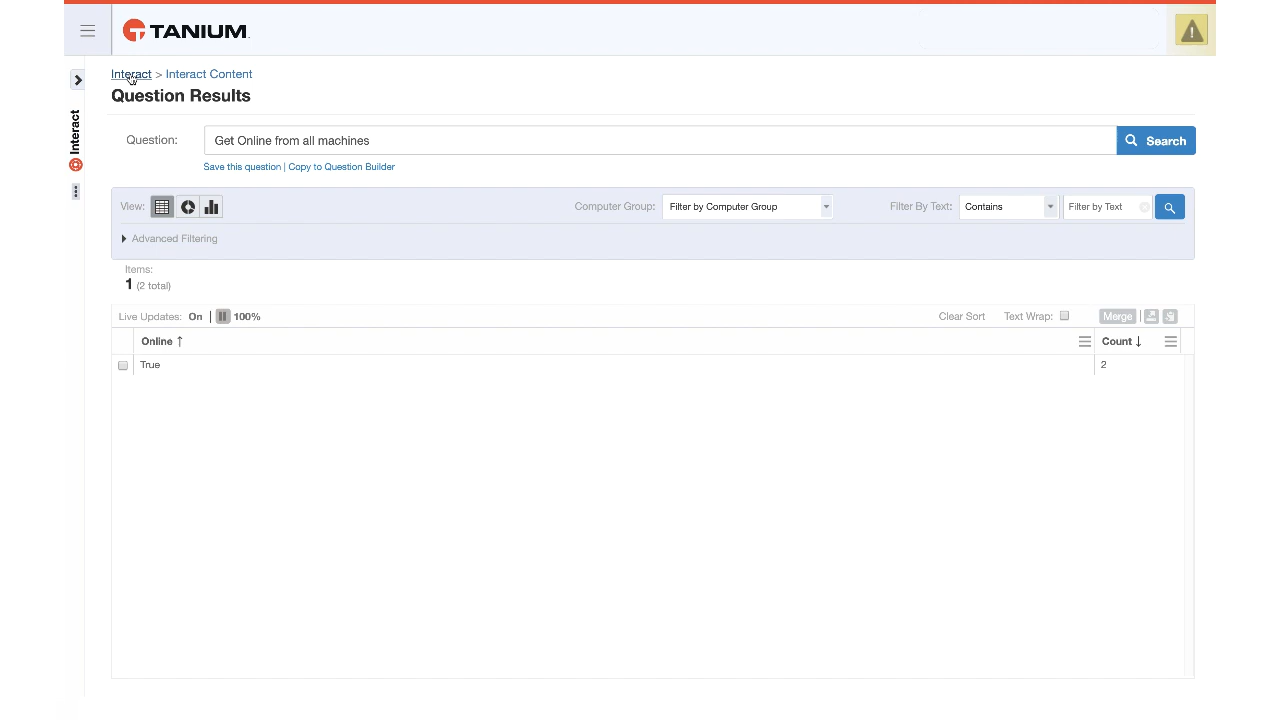 TANIUM
Interact > Interact Content
Question Results
Interact
Question: Get Online from all machines Search
Save this question | Copy to Question Builder
View: Computer Group: Filter by Computer Group Filter By Text: Contains Filter by Text
Advanced Filtering
Items:
1 (2 total)
Live Updates: On | 100% Clear Sort Text Wrap: Merge
Online ↑ Count ↓
True 2